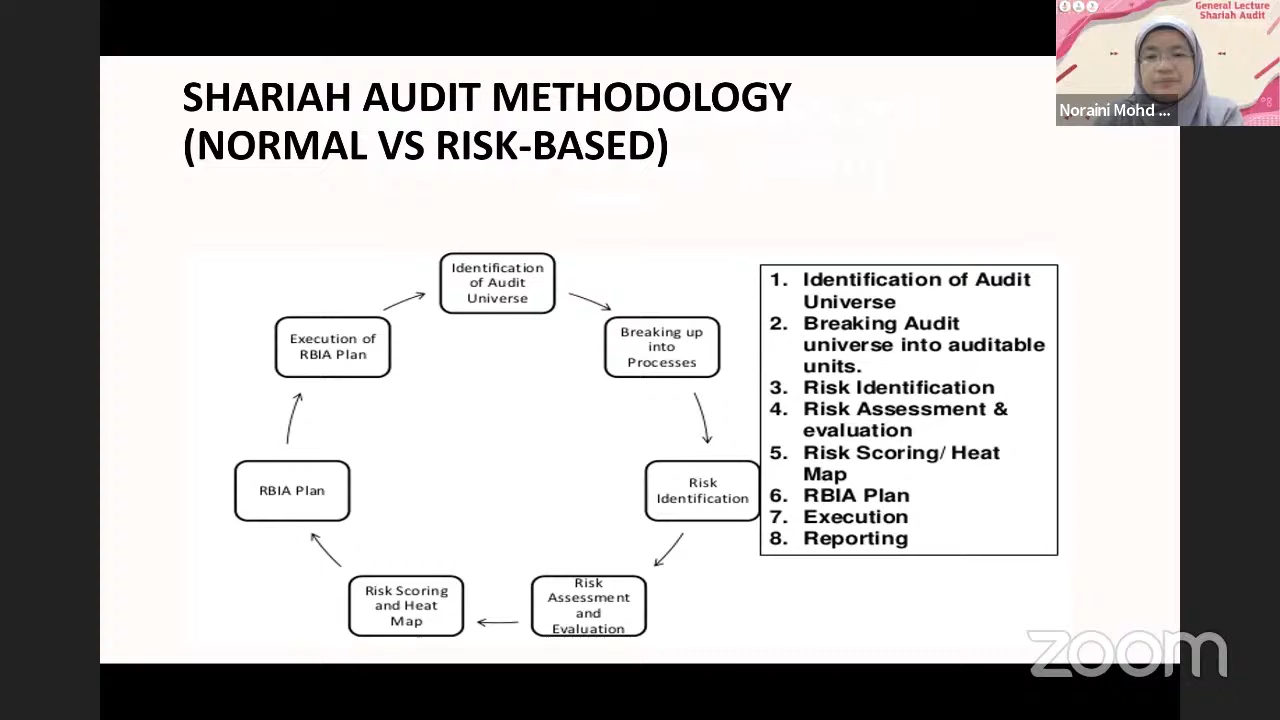 General Lecture
Shariah Audit
Noraini Mohd ...
SHARIAH AUDIT METHODOLOGY
(NORMAL VS RISK-BASED)
Identification
of Audit
Universe
Breaking up
into
Processes
Risk
Identification
Risk
Assessment
and
Evaluation
Risk Scoring
and Heat
Map
RBIA Plan
Execution of
RBIA Plan
1. Identification of Audit
Universe
2. Breaking Audit
universe into auditable
units.
3. Risk Identification
4. Risk Assessment &
evaluation
5. Risk Scoring/ Heat
Map
6. RBIA Plan
7. Execution
8. Reporting
zoom